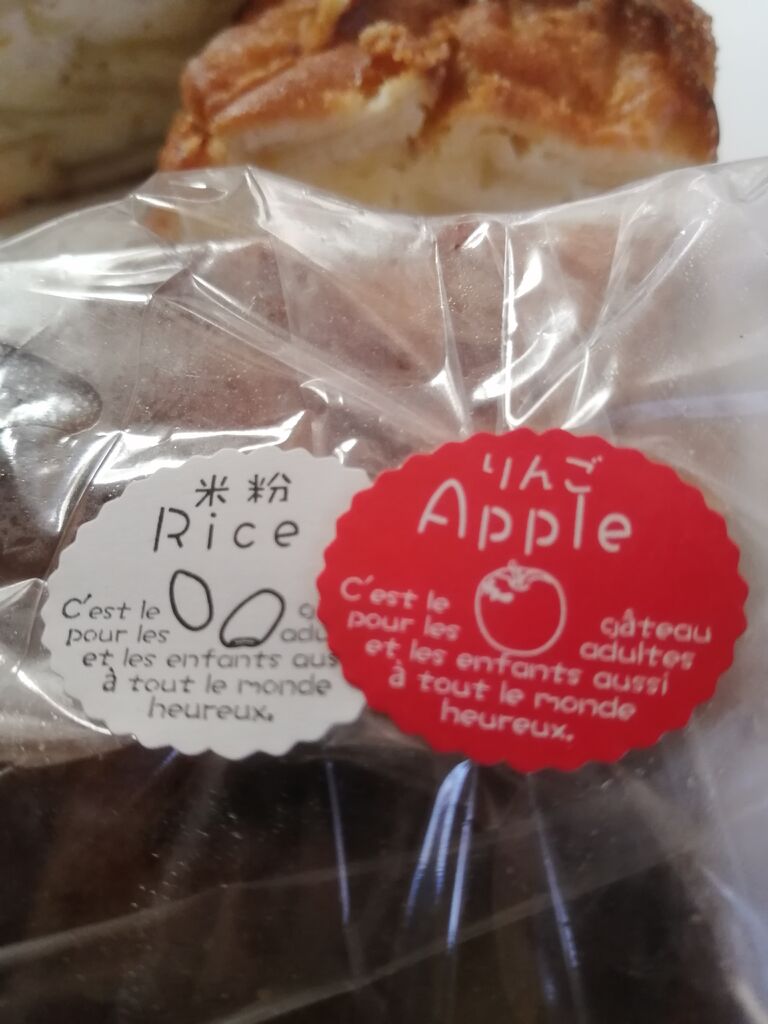 米粉
Rice
C'est le
pour les
et les enfants aus
à tout le monde
heureux.
りんご
Apple
C'est le gâteau
pour les adultes
et les enfants aussi
à tout le monde
heureux.